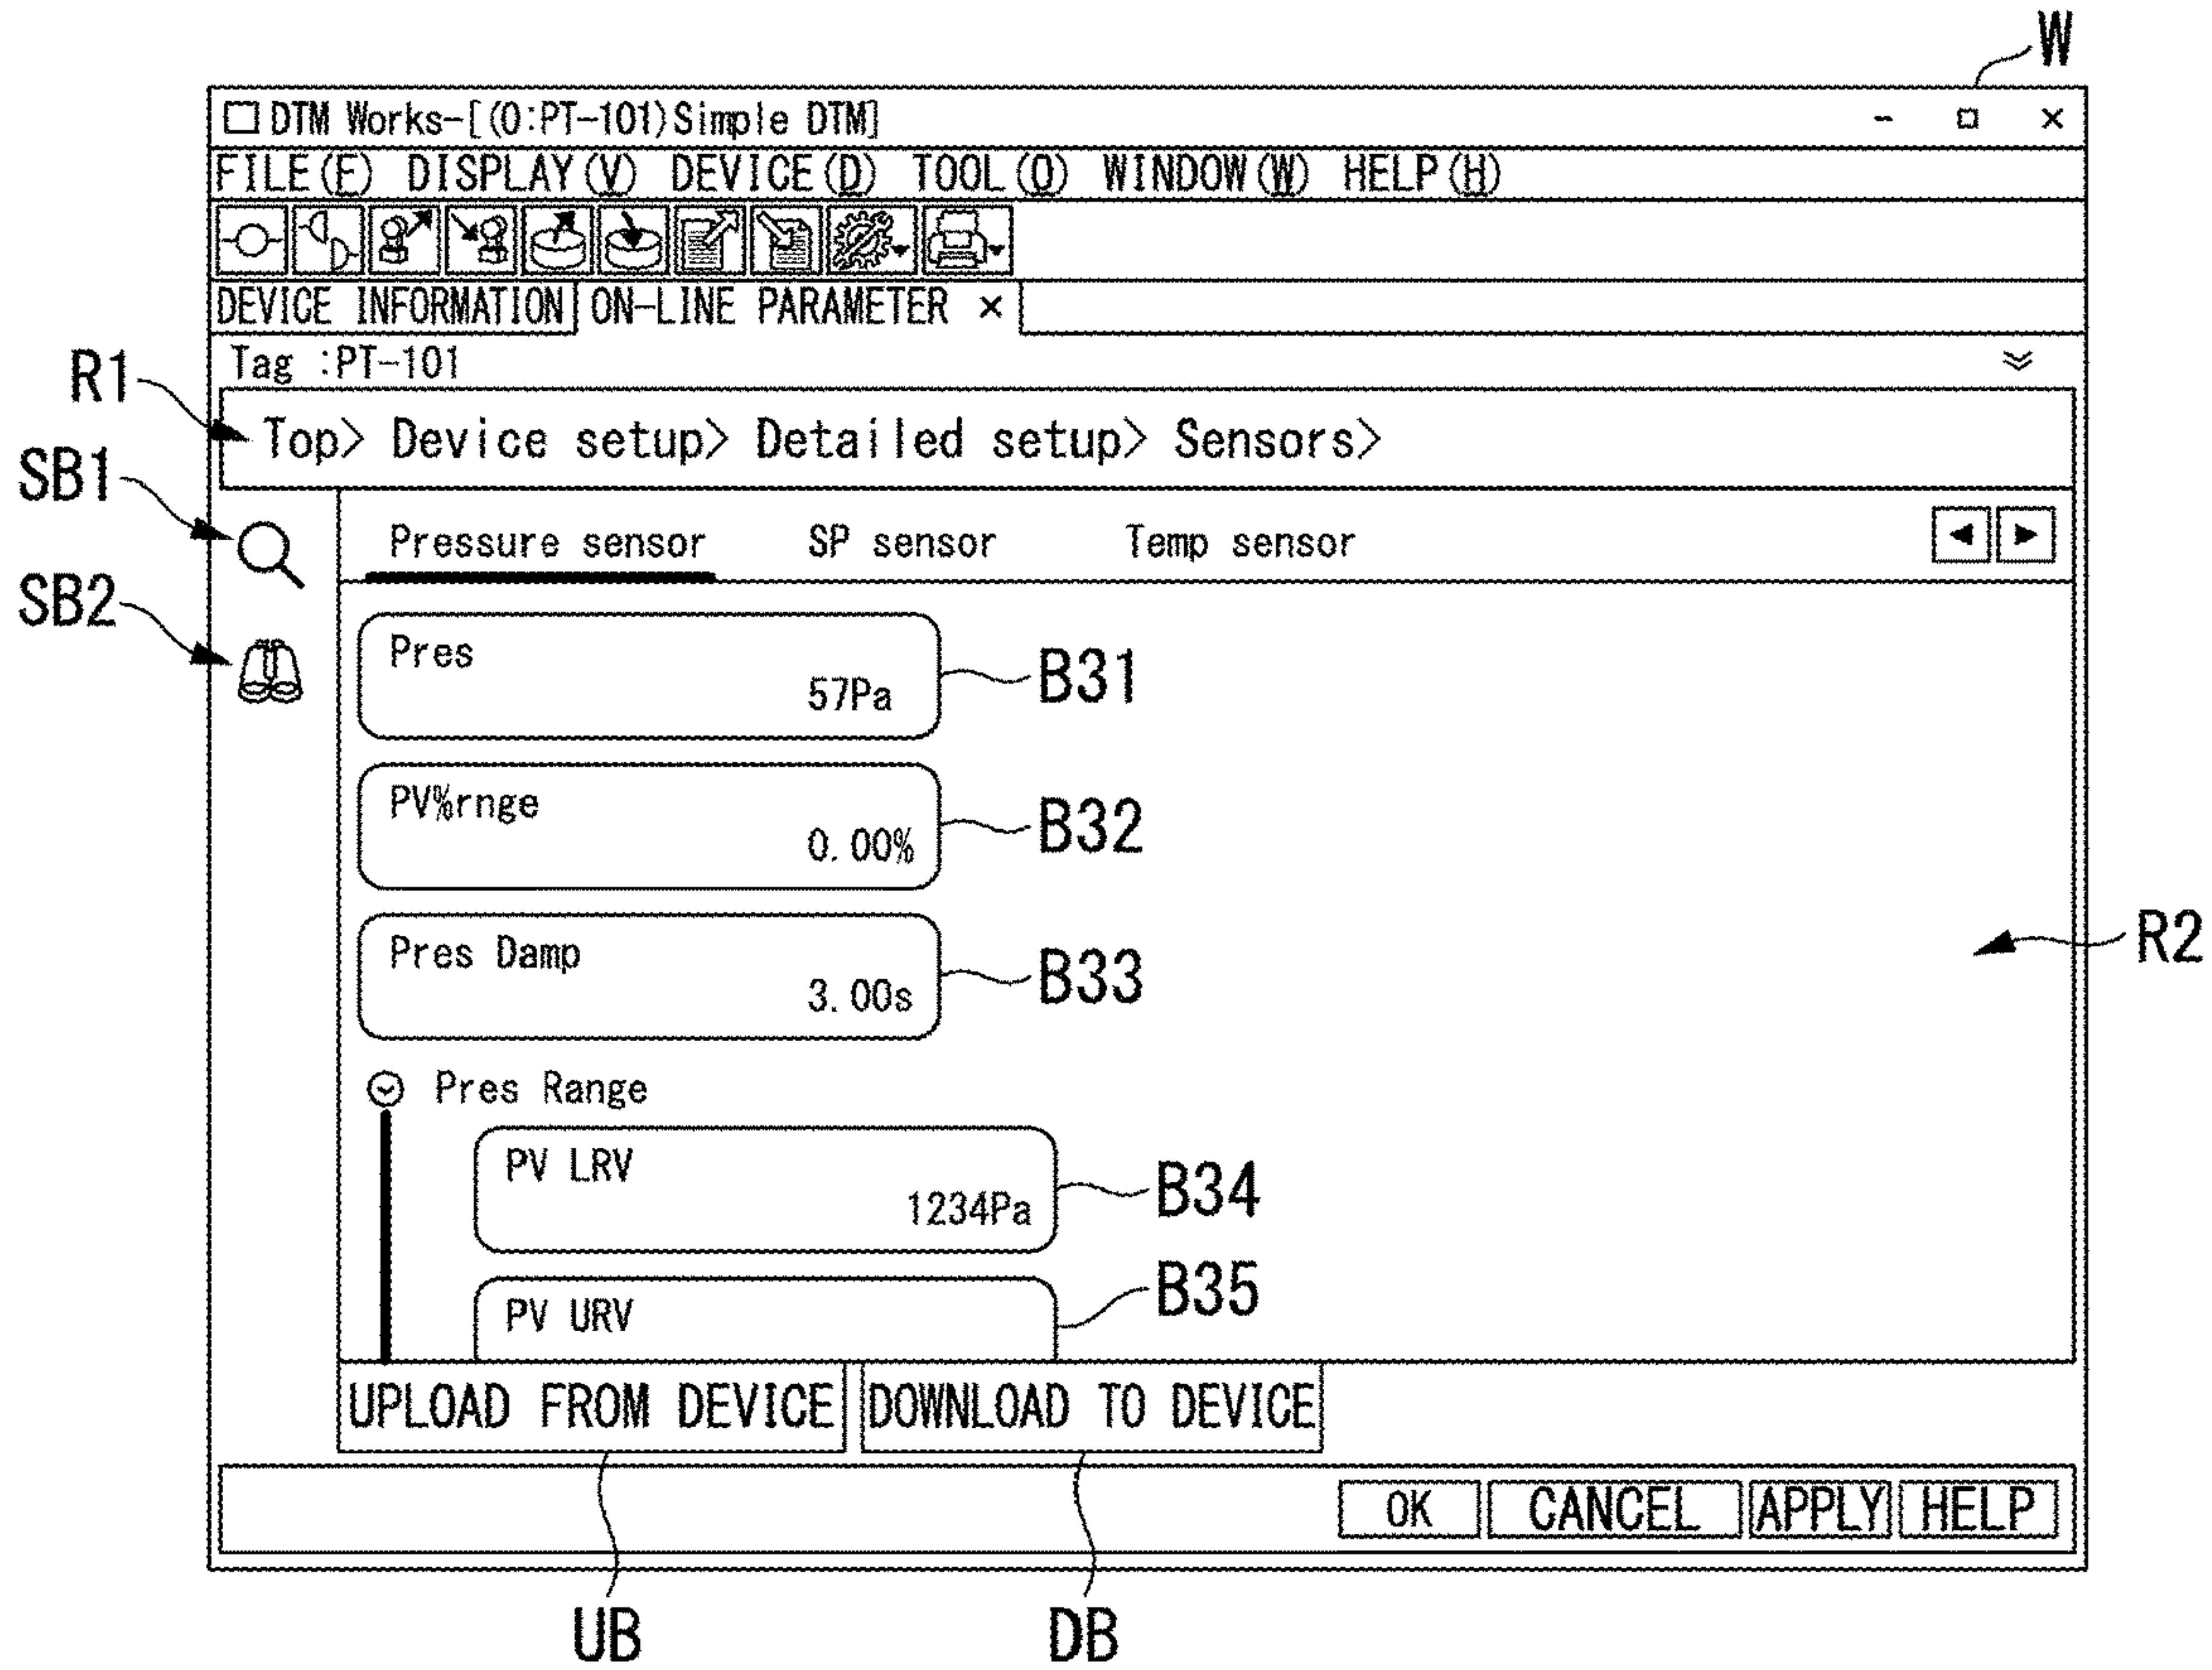 W
DTM Works-[(0:PT-101)Simple DTM]
FILE(F) DISPLAY(V) DEVICE(D) TOOL(O) WINDOW(W) HELP(H)
DEVICE INFORMATION ON-LINE PARAMETER ×
Tag :PT-101
R1
Top> Device setup> Detailed setup> Sensors>
SB1
Pressure sensor SP sensor Temp sensor
SB2
Pres
57Pa
B31
PV%rnge
0.00%
B32
Pres Damp
3.00s
B33
R2
Pres Range
PV LRV
1234Pa
B34
PV URV
B35
UPLOAD FROM DEVICE DOWNLOAD TO DEVICE
OK CANCEL APPLY HELP
UB DB